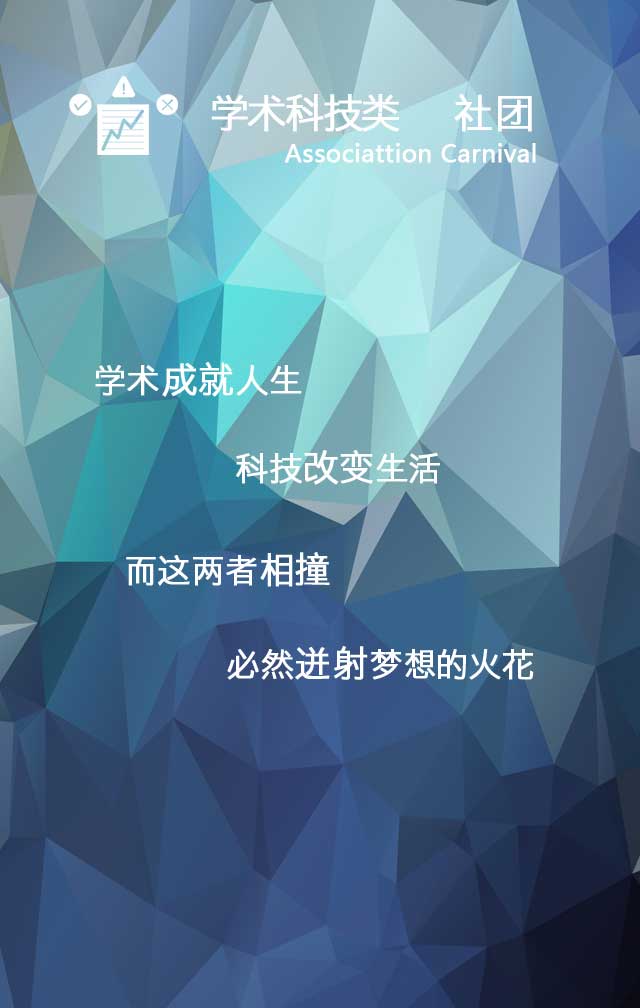 学术科技类 社团
Associattion Carnival
学术成就人生
科技改变生活
而这两者相撞
必然迸射梦想的火花